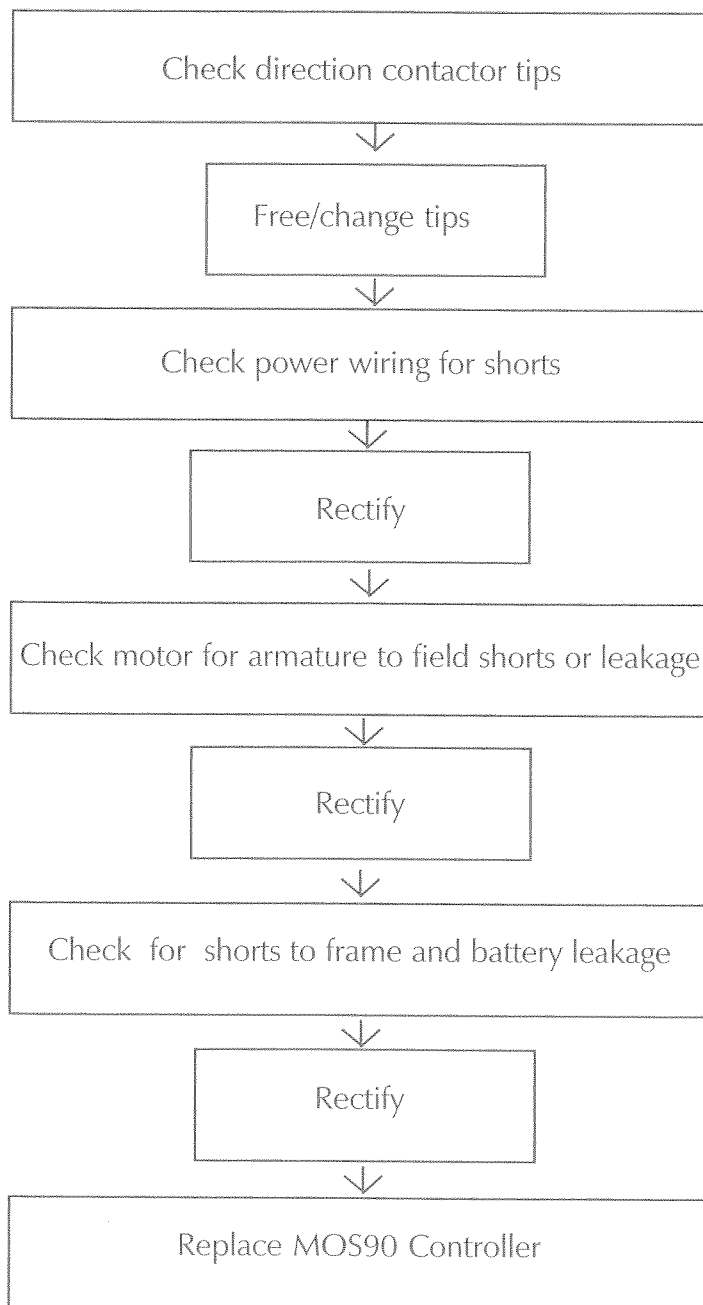 Check direction contactor tips
Free/change tips
Check power wiring for shorts
Rectify
Check motor for armature to field shorts or leakage
Rectify
Check for shorts to frame and battery leakage
Rectify
Replace MOS90 Controller